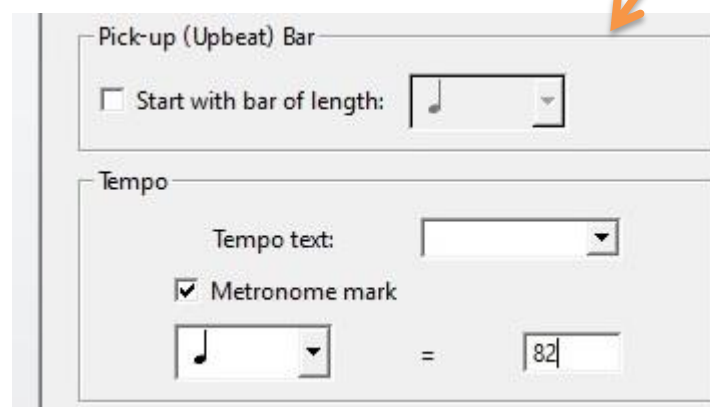 Pick-up (Upbeat) Bar
Start with bar of length:
Tempo
Tempo text:
Metronome mark
= 82